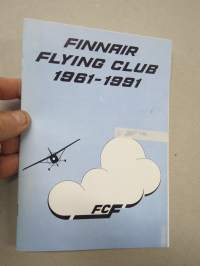 FINNAIR
FLYING CLUB
1961-1991
FCF